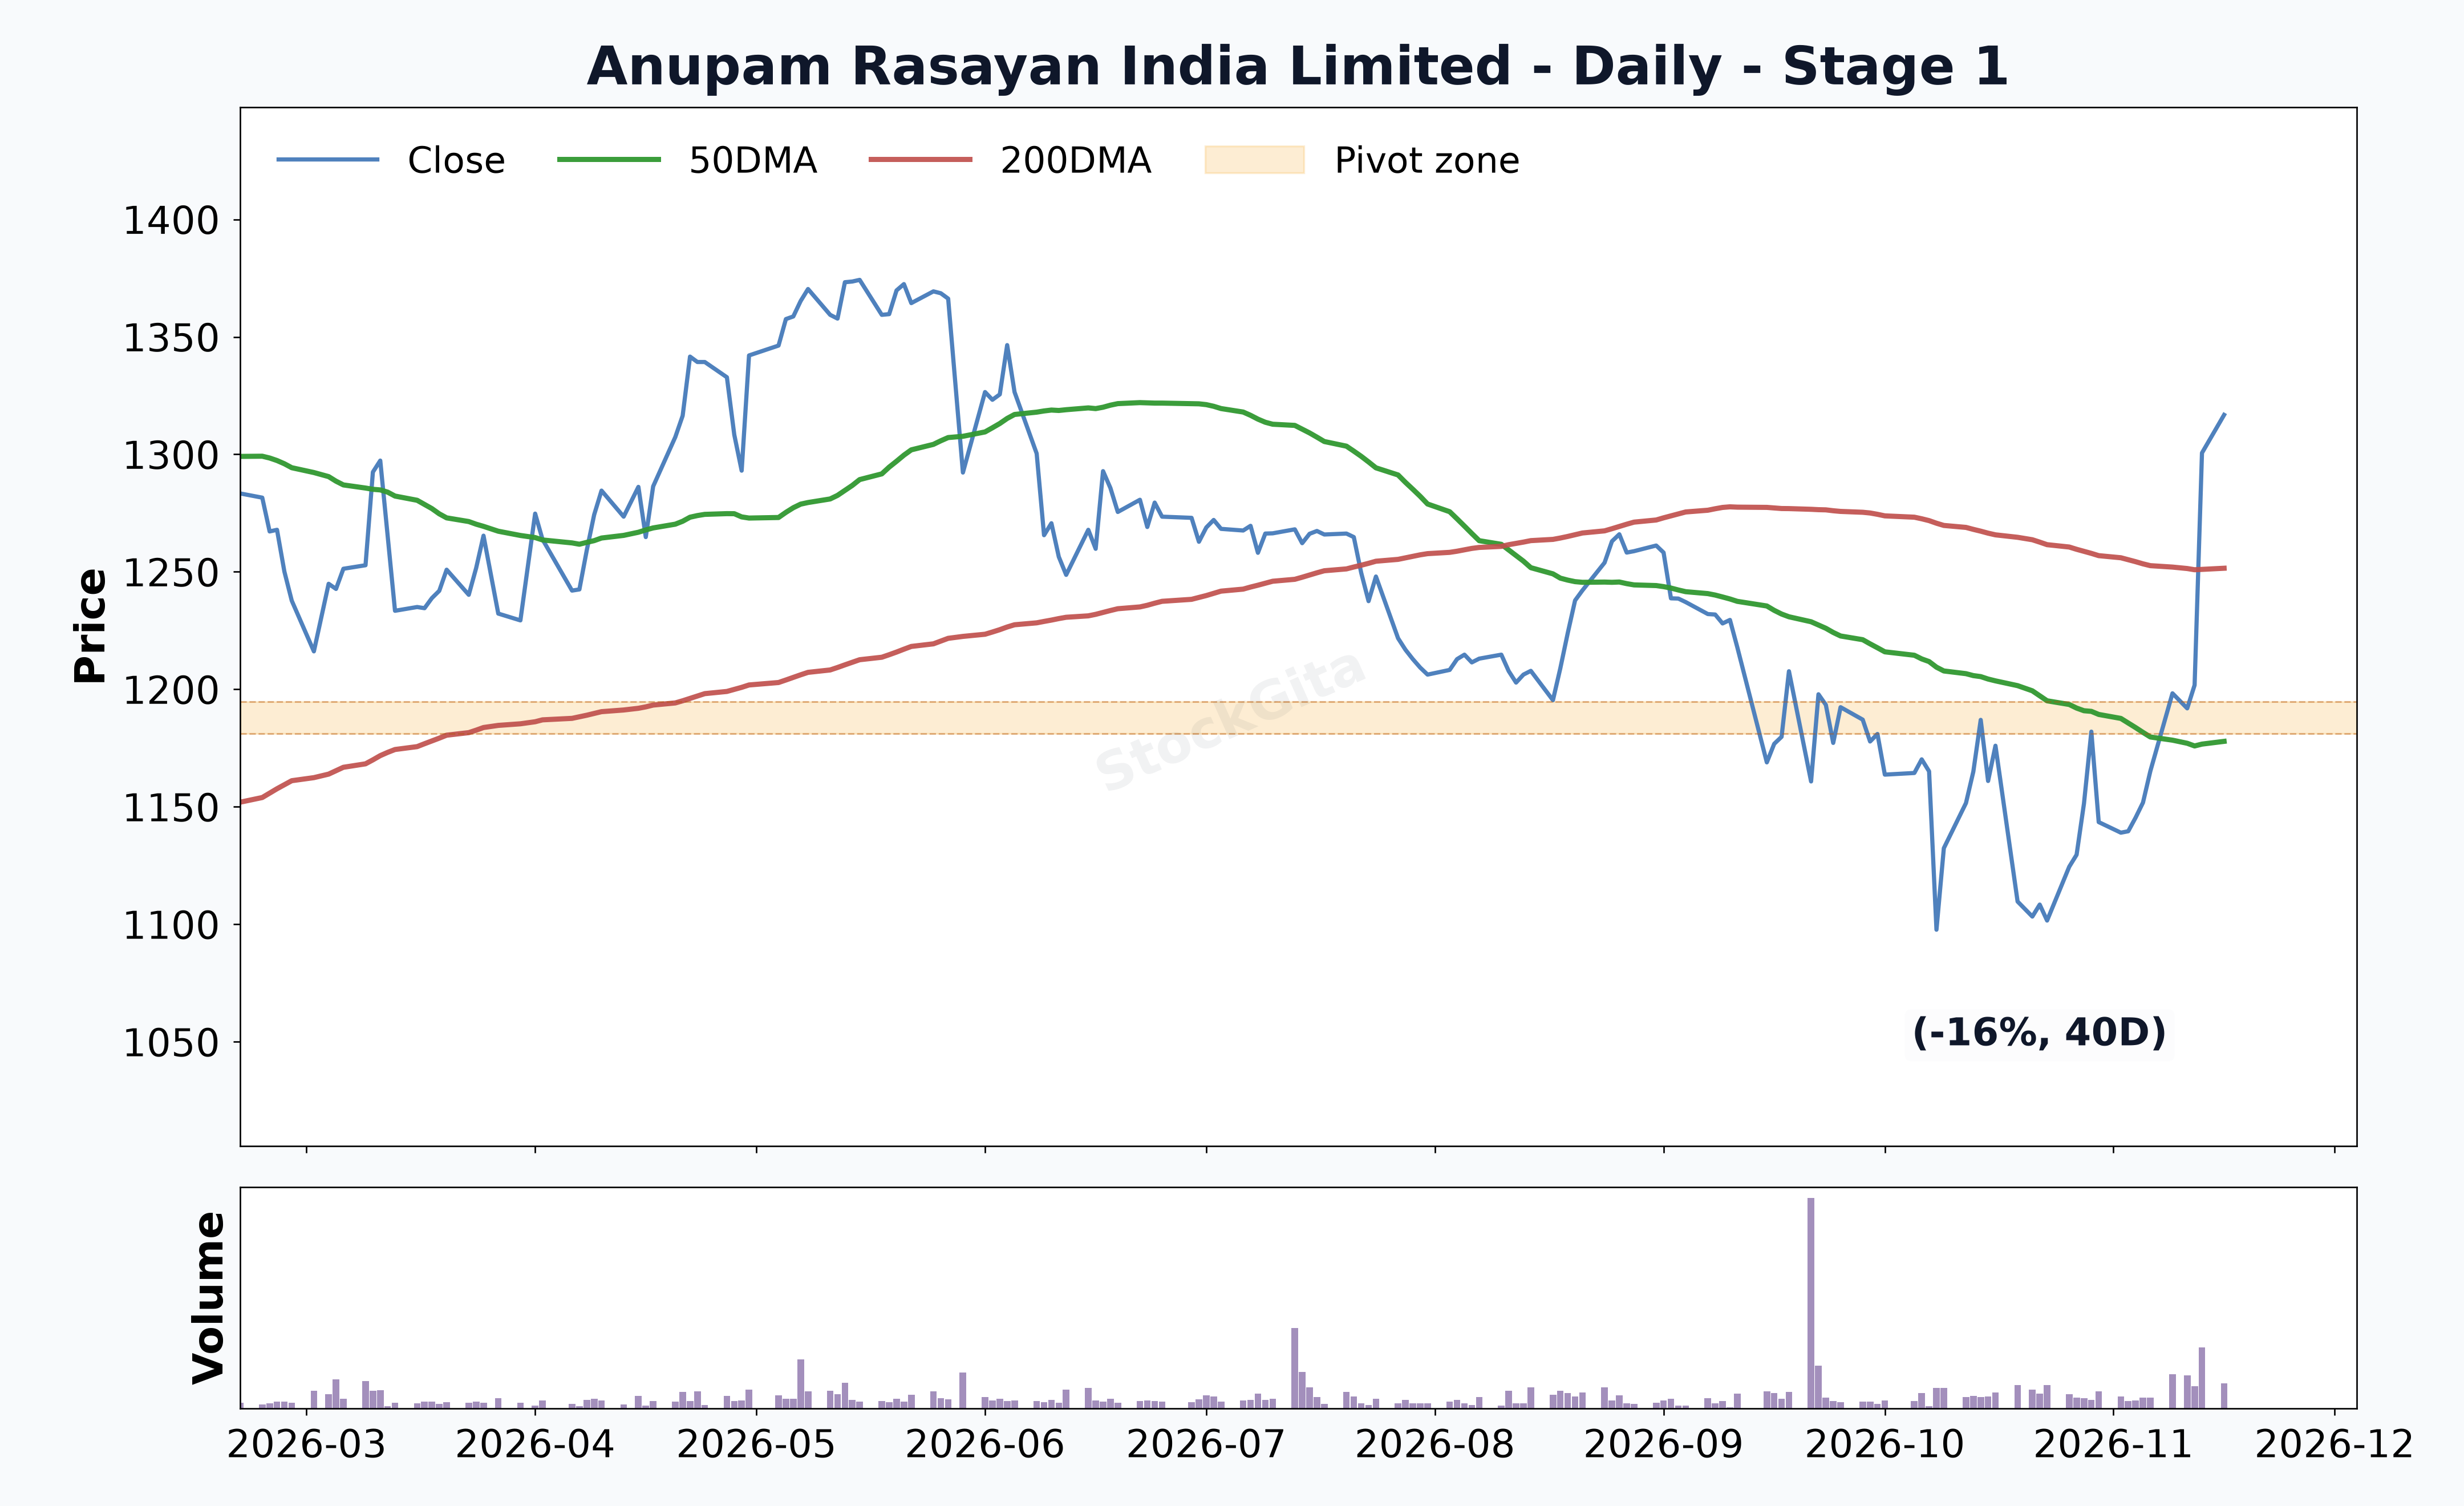 Anupam Rasayan India Limited - Daily - Stage 1
Close
50DMA
200DMA
Pivot zone
Price
1400
1350
1300
1250
1200
1150
1100
1050
StockGita
(-16%, 40D)
Volume
2026-03
2026-04
2026-05
2026-06
2026-07
2026-08
2026-09
2026-10
2026-11
2026-12